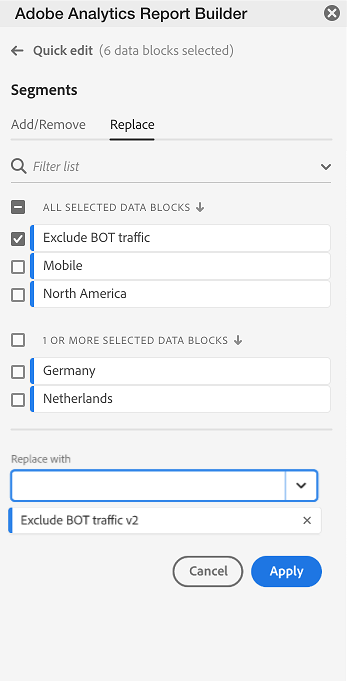 Adobe Analytics Report Builder
Quick edit (6 data blocks selected)
Segments
Add/Remove Replace
Filter list
ALL SELECTED DATA BLOCKS
Exclude BOT traffic
Mobile
North America
1 OR MORE SELECTED DATA BLOCKS
Germany
Netherlands
Replace with
Exclude BOT traffic v2
Cancel Apply